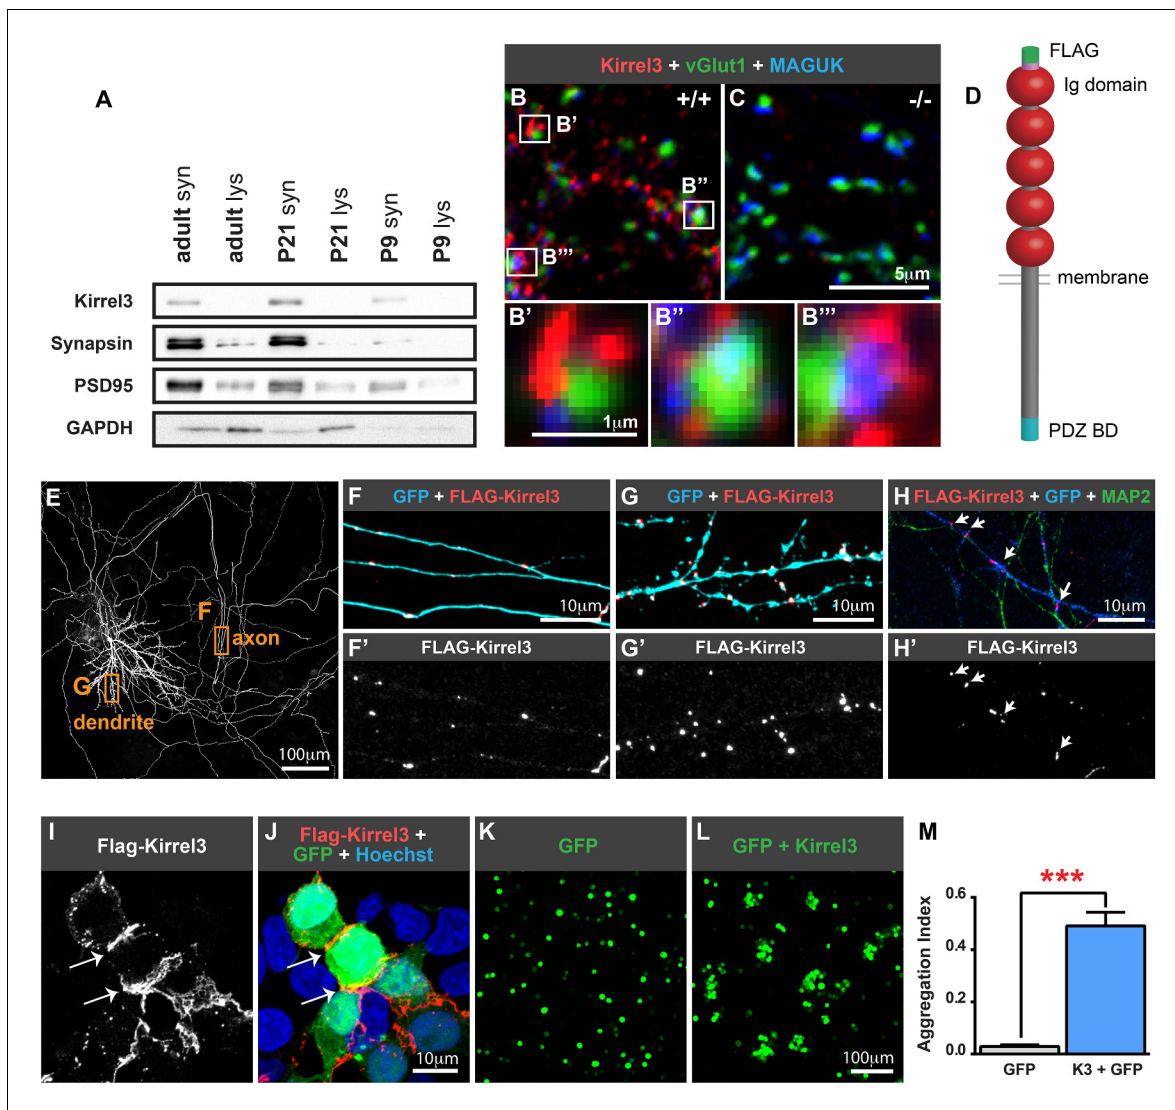 A
adult syn
adult lys
P21 syn
P21 lys
P9 syn
P9 lys
Kirrel3
Synapsin
PSD95
GAPDH
Kirrel3 + vGlut1 + MAGUK
B
+/+
B'
B''
B'''
C
-/-
5μm
B'
1μm
B''
B'''
D
FLAG
Ig domain
membrane
PDZ BD
E
F
axon
G
dendrite
100μm
F
GFP + FLAG-Kirrel3
10μm
F'
FLAG-Kirrel3
G
GFP + FLAG-Kirrel3
10μm
G'
FLAG-Kirrel3
H
FLAG-Kirrel3 + GFP + MAP2
10μm
H'
FLAG-Kirrel3
I
Flag-Kirrel3
J
Flag-Kirrel3 +
GFP + Hoechst
10μm
K
GFP
L
GFP + Kirrel3
100μm
M
***
Aggregation Index
0.6
0.4
0.2
0.0
GFP
K3 + GFP